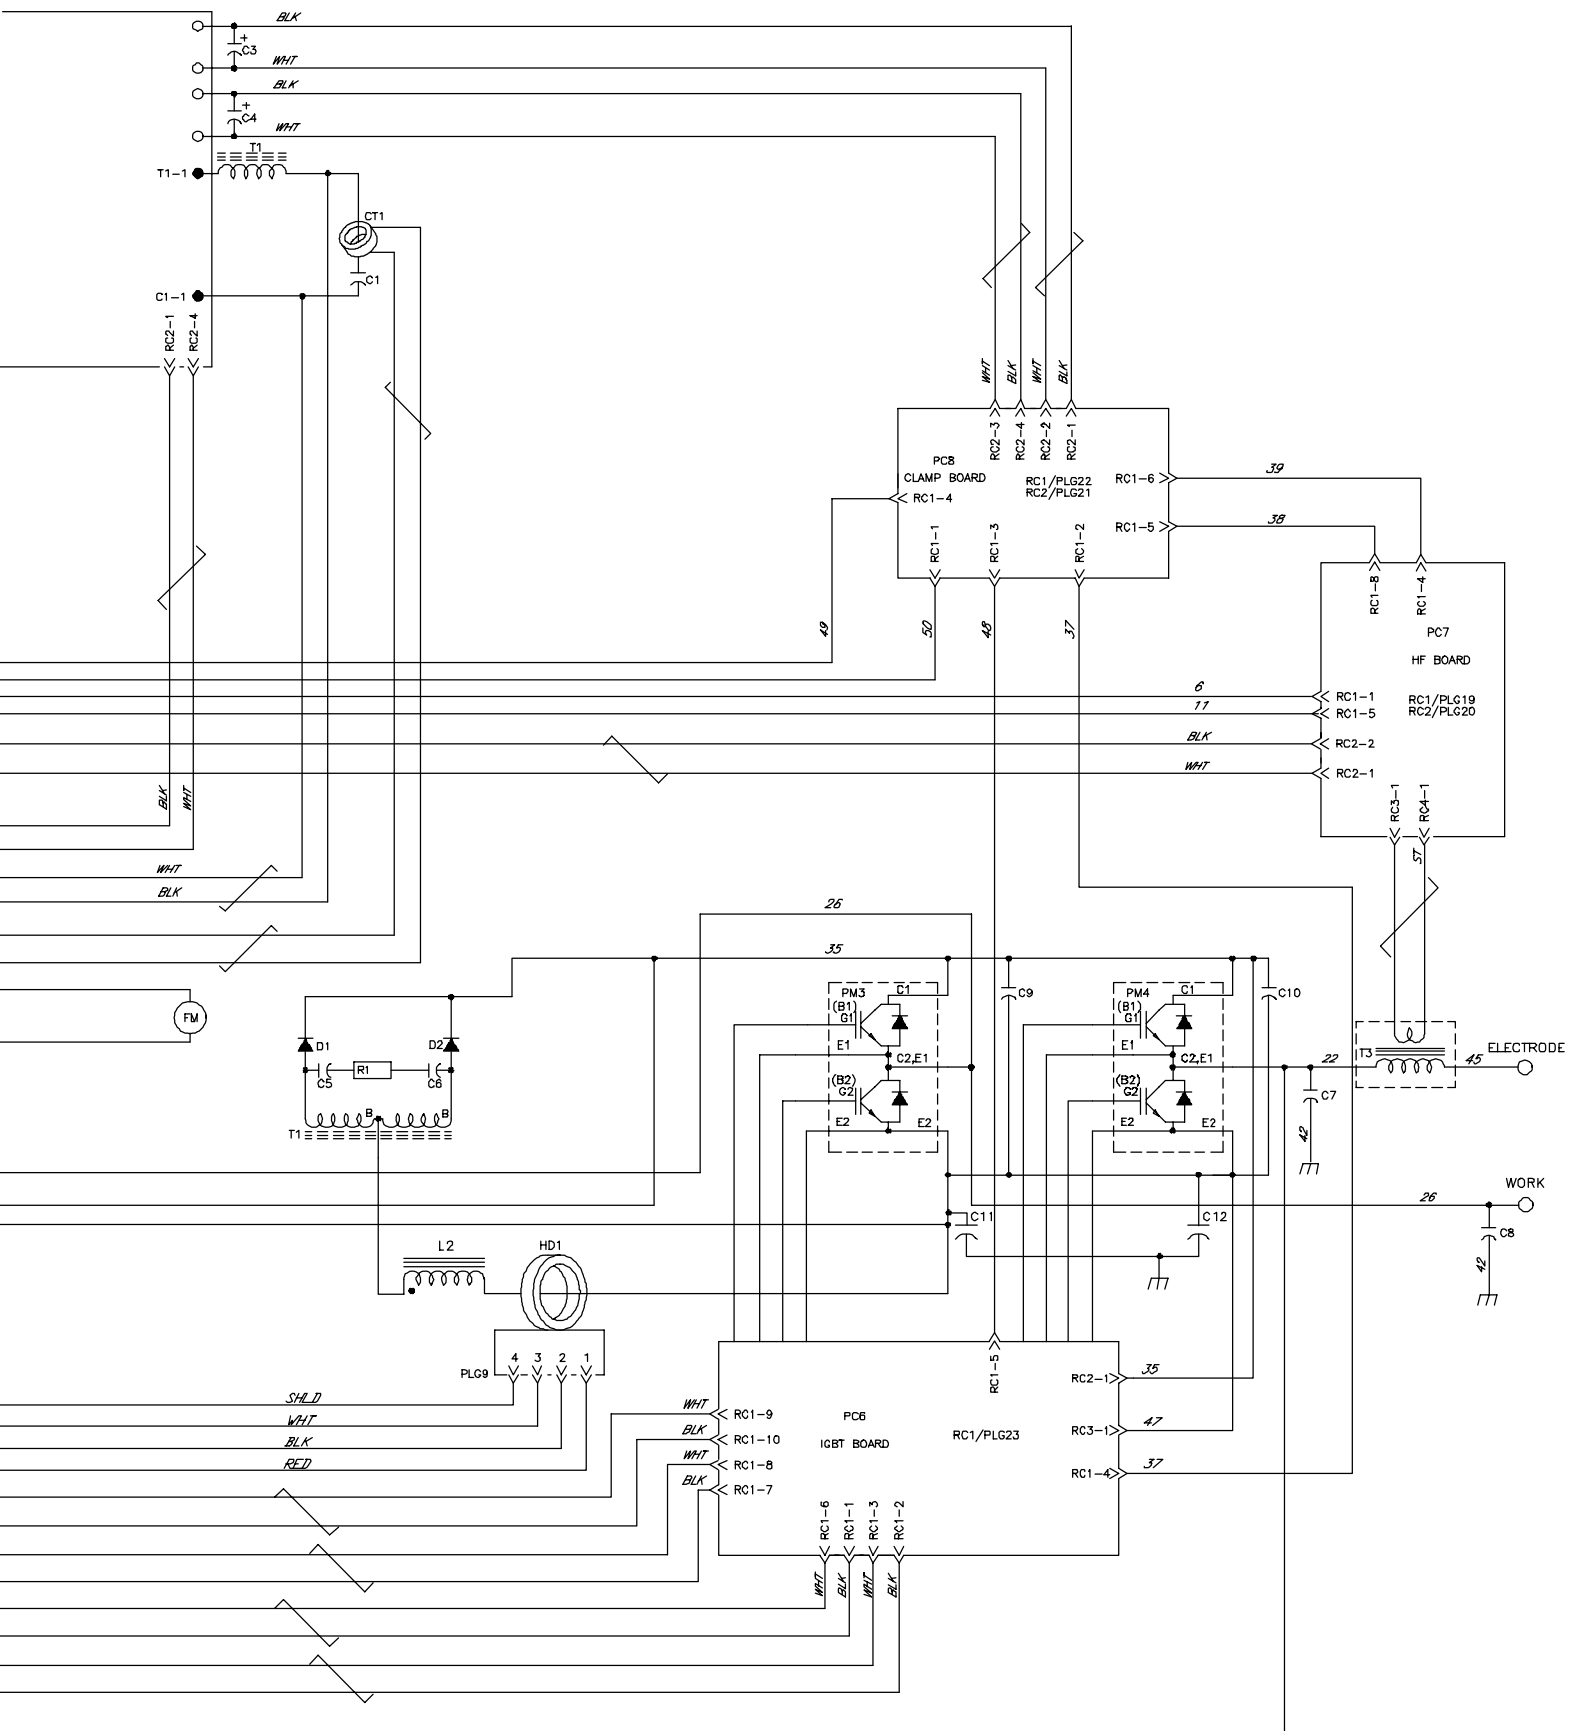 BLK
+
C3
WHT
BLK
+
C4
WHT
T1
T1-1
CT1
C1
C1-1
RC2-1
RC2-4
WHT
BLK
WHT
BLK
RC2-3
RC2-4
RC2-2
RC2-1
PC8
CLAMP BOARD
RC1/PLG22
RC2/PLG21
RC1-6
39
RC1-4
RC1-5
38
RC1-1
RC1-3
RC1-2
49
50
48
37
RC1-8
RC1-4
PC7
HF BOARD
RC1/PLG19
RC2/PLG20
6
RC1-1
11
RC1-5
BLK
RC2-2
WHT
RC2-1
BLK
WHT
RC3-1
RC4-1
ST
WHT
BLK
26
35
FM
D1
D2
C5
R1
C6
B
B
T1
PM3
C1
(B1)
G1
E1
C2,E1
(B2)
G2
E2
E2
C9
PM4
C1
(B1)
G1
E1
C2,E1
(B2)
G2
E2
E2
C10
22
T3
45
ELECTRODE
C7
42
WORK
26
C8
42
C11
C12
L2
HD1
4
3
2
1
PLG9
SHLD
WHT
BLK
RED
RC1-5
RC2-1
35
WHT
RC1-9
PC6
BLK
RC1-10
IGBT BOARD
RC1/PLG23
RC3-1
47
WHT
RC1-8
RC1-4
37
BLK
RC1-7
RC1-6
RC1-1
RC1-3
RC1-2
WHT
BLK
WHT
BLK